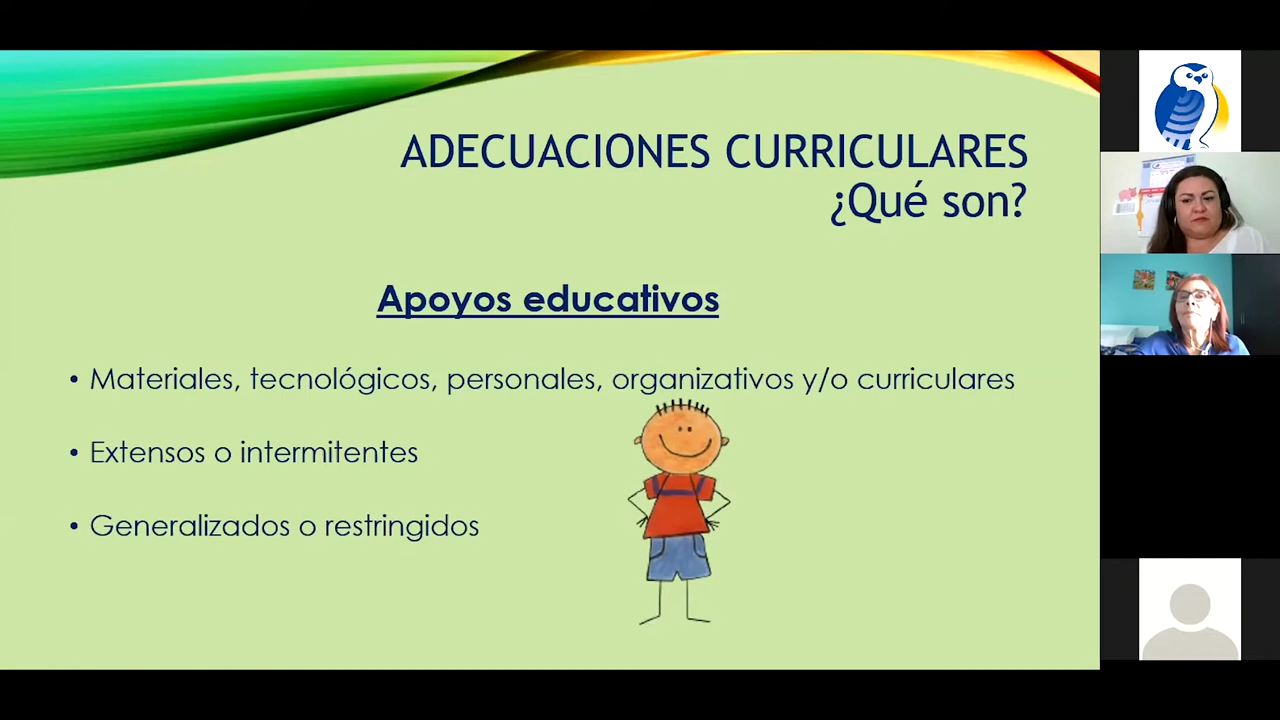 ADECUACIONES CURRICULARES
¿Qué son?
Apoyos educativos
• Materiales, tecnológicos, personales, organizativos y/o curriculares
• Extensos o intermitentes
• Generalizados o restringidos